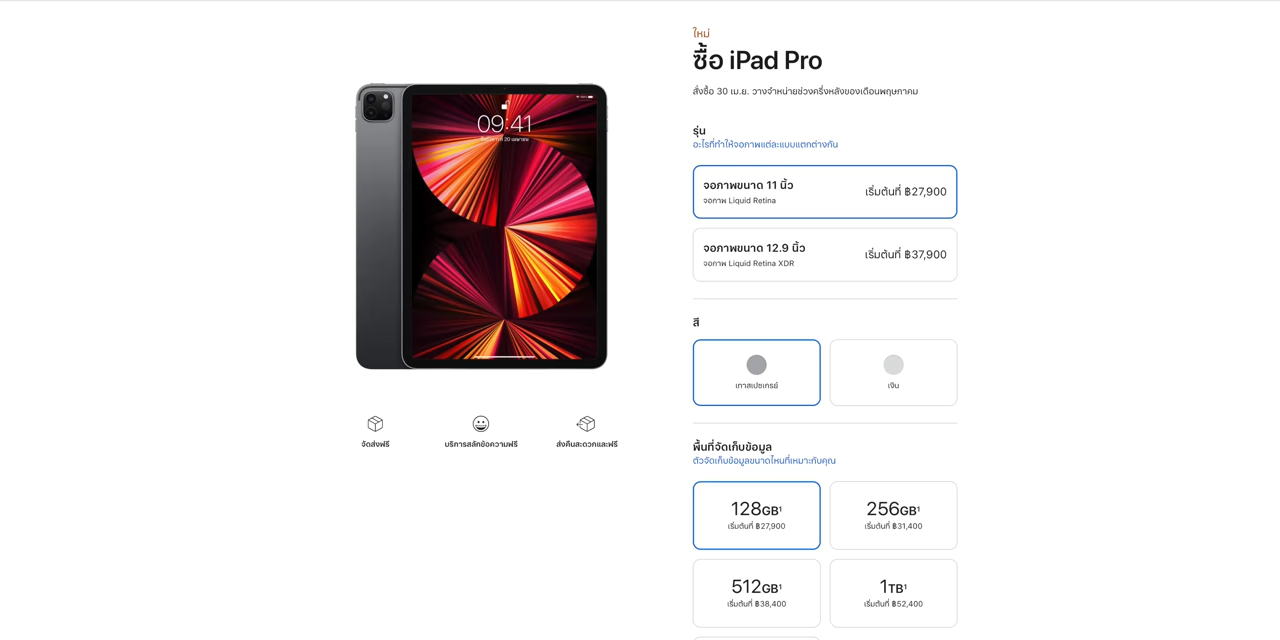 ใหม่
ซื้อ iPad Pro
สั่งซื้อ 30 เม.ย. วางจำหน่ายช่วงครึ่งหลังของเดือนพฤษภาคม
รุ่น
อะไรที่ทำให้จอภาพแต่ละแบบแตกต่างกัน
จอภาพขนาด 11 นิ้ว
จอภาพ Liquid Retina
เริ่มต้นที่ ฿27,900
จอภาพขนาด 12.9 นิ้ว
จอภาพ Liquid Retina XDR
เริ่มต้นที่ ฿37,900
สี
เทาสเปซเกรย์
เงิน
พื้นที่จัดเก็บข้อมูล
ตัวจัดเก็บข้อมูลขนาดไหนที่เหมาะกับคุณ
128GB¹
เริ่มต้นที่ ฿27,900
256GB¹
เริ่มต้นที่ ฿31,400
512GB¹
เริ่มต้นที่ ฿38,400
1TB¹
เริ่มต้นที่ ฿52,400
09:41
20 เมษายน
จัดส่งฟรี
บริการสลักข้อความฟรี
ส่งคืนสะดวกและฟรี